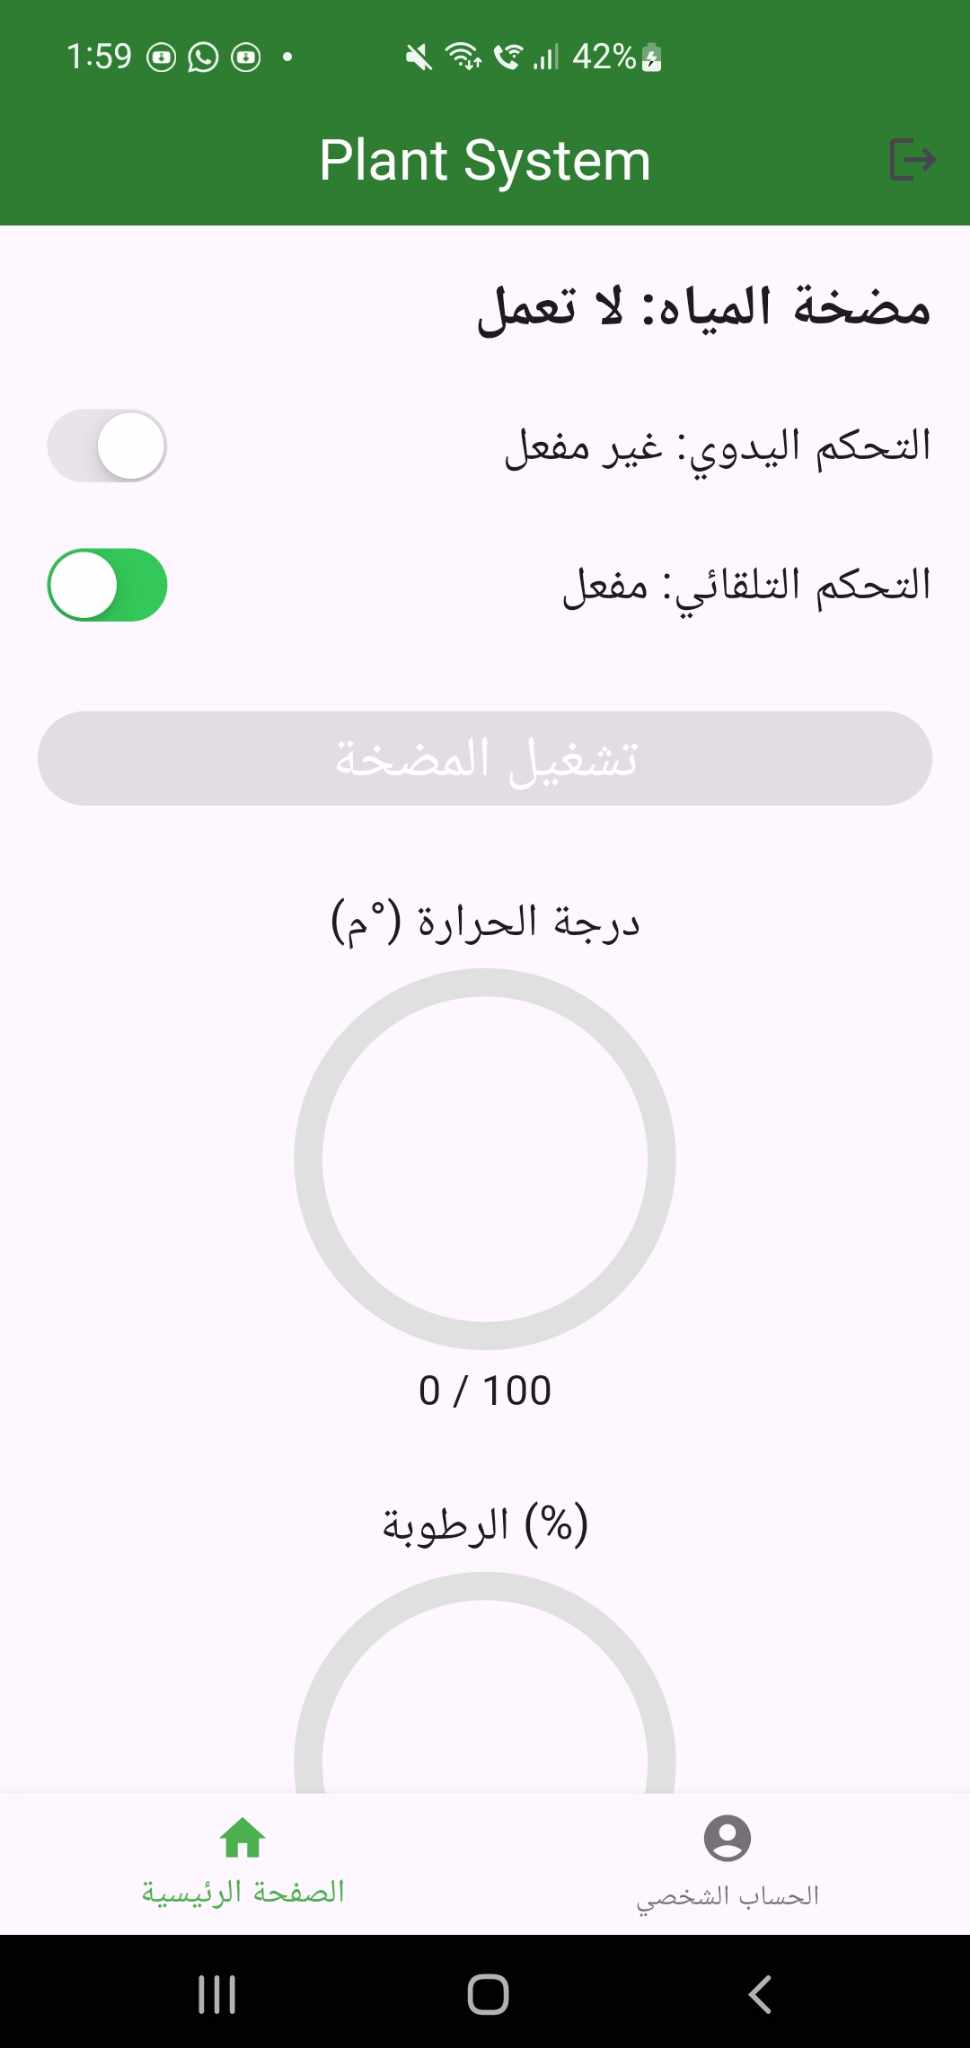 1:59
42%
Plant System
مضخة المياه: لا تعمل
التحكم اليدوي: غير مفعل
التحكم التلقائي: مفعل
تشغيل المضخة
درجة الحرارة (°م)
0 / 100
(%) الرطوبة
الصفحة الرئيسية
الحساب الشخصي